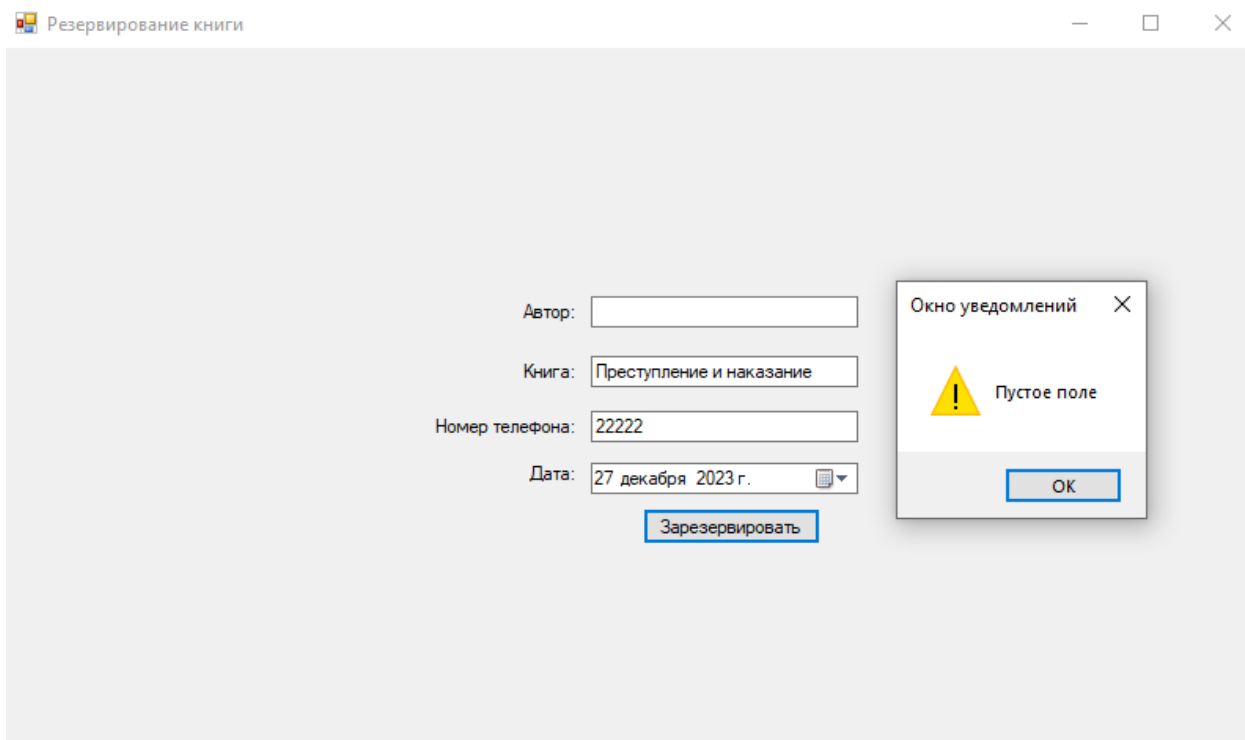 Резервирование книги
Автор:
Книга: Преступление и наказание
Номер телефона: 22222
Дата: 27 декабря 2023 г.
Зарезервировать
Окно уведомлений
Пустое поле
OK